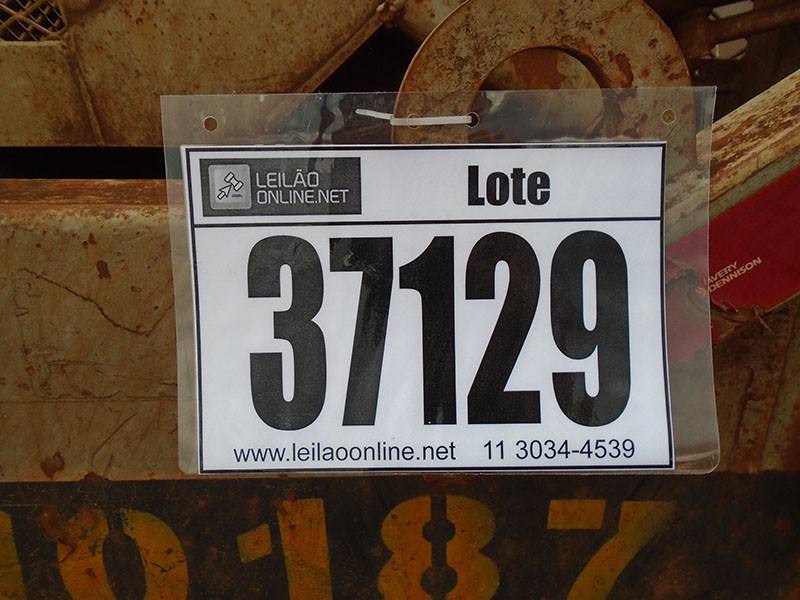 LEILÃO
ONLINE.NET
Lote
37129
www.leilaoonline.net 11 3034-4539
AVERY
DENNISON